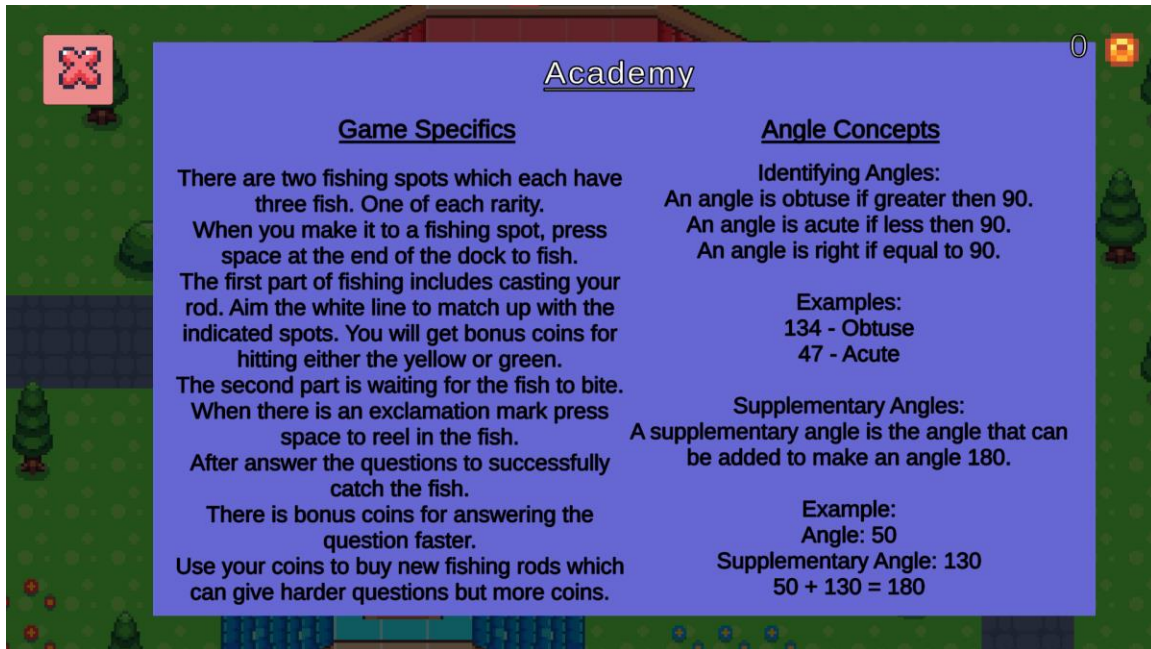 0
Academy
Game Specifics
There are two fishing spots which each have
three fish. One of each rarity.
When you make it to a fishing spot, press
space at the end of the dock to fish.
The first part of fishing includes casting your
rod. Aim the white line to match up with the
indicated spots. You will get bonus coins for
hitting either the yellow or green.
The second part is waiting for the fish to bite.
When there is an exclamation mark press
space to reel in the fish.
After answer the questions to successfully
catch the fish.
There is bonus coins for answering the
question faster.
Use your coins to buy new fishing rods which
can give harder questions but more coins.
Angle Concepts
Identifying Angles:
An angle is obtuse if greater then 90.
An angle is acute if less then 90.
An angle is right if equal to 90.
Examples:
134 - Obtuse
47 - Acute
Supplementary Angles:
A supplementary angle is the angle that can
be added to make an angle 180.
Example:
Angle: 50
Supplementary Angle: 130
50 + 130 = 180